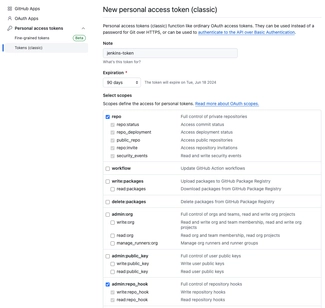 GitHub Apps
OAuth Apps
Personal access tokens
Fine-grained tokens
Beta
Tokens (classic)
New personal access token (classic)
Personal access tokens (classic) function like ordinary OAuth access tokens. They can be used instead of a
password for Git over HTTPS, or can be used to authenticate to the API over Basic Authentication.
Note
jenkins-token
What's this token for?
Expiration *
90 days
The token will expire on Tue, Jun 18 2024
Select scopes
Scopes define the access for personal tokens. Read more about OAuth scopes.
repo Full control of private repositories
repo:status Access commit status
repo_deployment Access deployment status
public_repo Access public repositories
repo:invite Access repository invitations
security_events Read and write security events
workflow Update GitHub Action workflows
write:packages Upload packages to GitHub Package Registry
read:packages Download packages from GitHub Package Registry
delete:packages Delete packages from GitHub Package Registry
admin:org Full control of orgs and teams, read and write org projects
write:org Read and write org and team membership, read and write org
projects
read:org Read org and team membership, read org projects
manage_runners:org Manage org runners and runner groups
admin:public_key Full control of user public keys
write:public_key Write user public keys
read:public_key Read user public keys
admin:repo_hook Full control of repository hooks
write:repo_hook Write repository hooks
read:repo_hook Read repository hooks